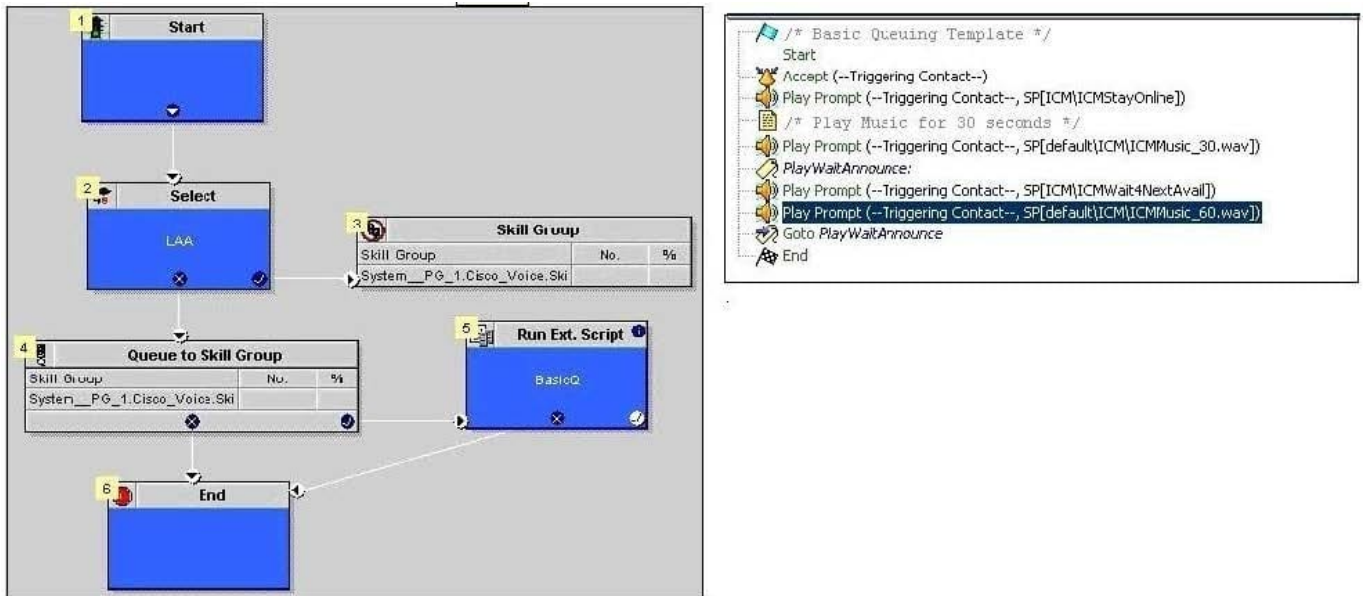 1
Start
2
Select
LAA
3
Skill Group
Skill Group No. %
System__PG_1.Cisco_Voice.Ski
4
Queue to Skill Group
Skill Group No. %
System__PG_1.Cisco_Voice.Ski
5
Run Ext. Script
BasicQ
6
End
/* Basic Queuing Template */
Start
Accept (--Triggering Contact--)
Play Prompt (--Triggering Contact--, SP[ICM\ICMStayOnline])
/* Play Music for 30 seconds */
Play Prompt (--Triggering Contact--, SP[default\ICM\ICMMusic_30.wav])
PlayWaitAnnounce:
Play Prompt (--Triggering Contact--, SP[ICM\ICMWait4NextAvail])
Play Prompt (--Triggering Contact--, SP[default\ICM\ICMMusic_60.wav])
Goto PlayWaitAnnounce
End